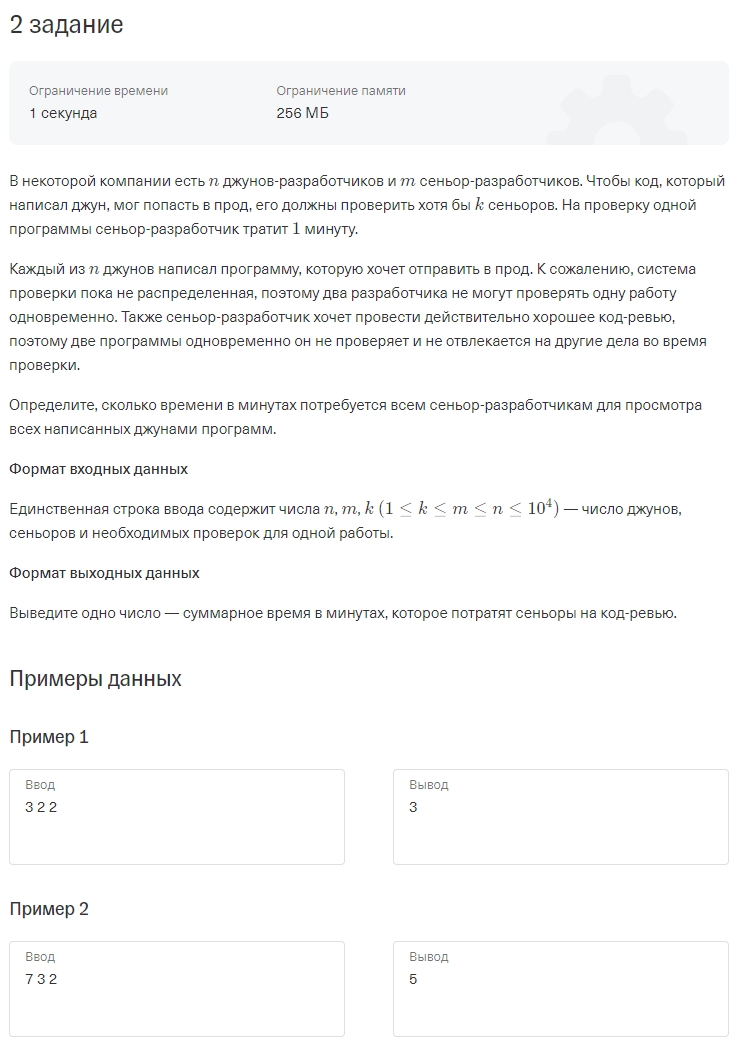 2 задание
Ограничение времени
1 секунда
Ограничение памяти
256 МБ
В некоторой компании есть n джунов-разработчиков и m сеньор-разработчиков. Чтобы код, который
написал джун, мог попасть в прод, его должны проверить хотя бы k сеньоров. На проверку одной
программы сеньор-разработчик тратит 1 минуту.
Каждый из n джунов написал программу, которую хочет отправить в прод. К сожалению, система
проверки пока не распределенная, поэтому два разработчика не могут проверять одну работу
одновременно. Также сеньор-разработчик хочет провести действительно хорошее код-ревью,
поэтому две программы одновременно он не проверяет и не отвлекается на другие дела во время
проверки.
Определите, сколько времени в минутах потребуется всем сеньор-разработчикам для просмотра
всех написанных джунами программ.
Формат входных данных
Единственная строка ввода содержит числа n, m, k (1 ≤ k ≤ m ≤ n ≤ 10⁴) — число джунов,
сеньоров и необходимых проверок для одной работы.
Формат выходных данных
Выведите одно число — суммарное время в минутах, которое потратят сеньоры на код-ревью.
Примеры данных
Пример 1
Ввод
3 2 2
Вывод
3
Пример 2
Ввод
7 3 2
Вывод
5